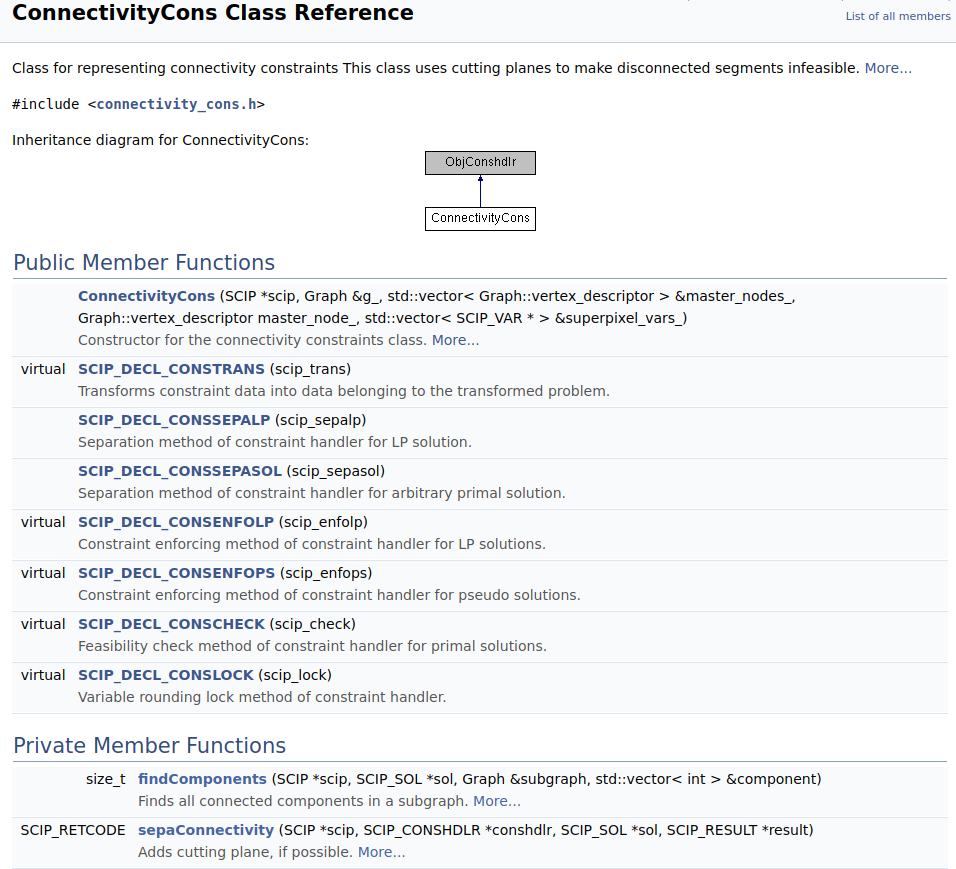 ConnectivityCons Class Reference
List of all members
Class for representing connectivity constraints This class uses cutting planes to make disconnected segments infeasible. More...
#include <connectivity_cons.h>
Inheritance diagram for ConnectivityCons:
ObjConshdlr
ConnectivityCons
Public Member Functions
ConnectivityCons (SCIP *scip, Graph &g_, std::vector< Graph::vertex_descriptor > &master_nodes_,
Graph::vertex_descriptor master_node_, std::vector< SCIP_VAR * > &superpixel_vars_)
Constructor for the connectivity constraints class. More...
virtual SCIP_DECL_CONSTRANS (scip_trans)
Transforms constraint data into data belonging to the transformed problem.
SCIP_DECL_CONSSEPALP (scip_sepalp)
Separation method of constraint handler for LP solution.
SCIP_DECL_CONSSEPASOL (scip_sepasol)
Separation method of constraint handler for arbitrary primal solution.
virtual SCIP_DECL_CONSENFOLP (scip_enfolp)
Constraint enforcing method of constraint handler for LP solutions.
virtual SCIP_DECL_CONSENFOPS (scip_enfops)
Constraint enforcing method of constraint handler for pseudo solutions.
virtual SCIP_DECL_CONSCHECK (scip_check)
Feasibility check method of constraint handler for primal solutions.
virtual SCIP_DECL_CONSLOCK (scip_lock)
Variable rounding lock method of constraint handler.
Private Member Functions
size_t findComponents (SCIP *scip, SCIP_SOL *sol, Graph &subgraph, std::vector< int > &component)
Finds all connected components in a subgraph. More...
SCIP_RETCODE sepaConnectivity (SCIP *scip, SCIP_CONSHDLR *conshdlr, SCIP_SOL *sol, SCIP_RESULT *result)
Adds cutting plane, if possible. More...